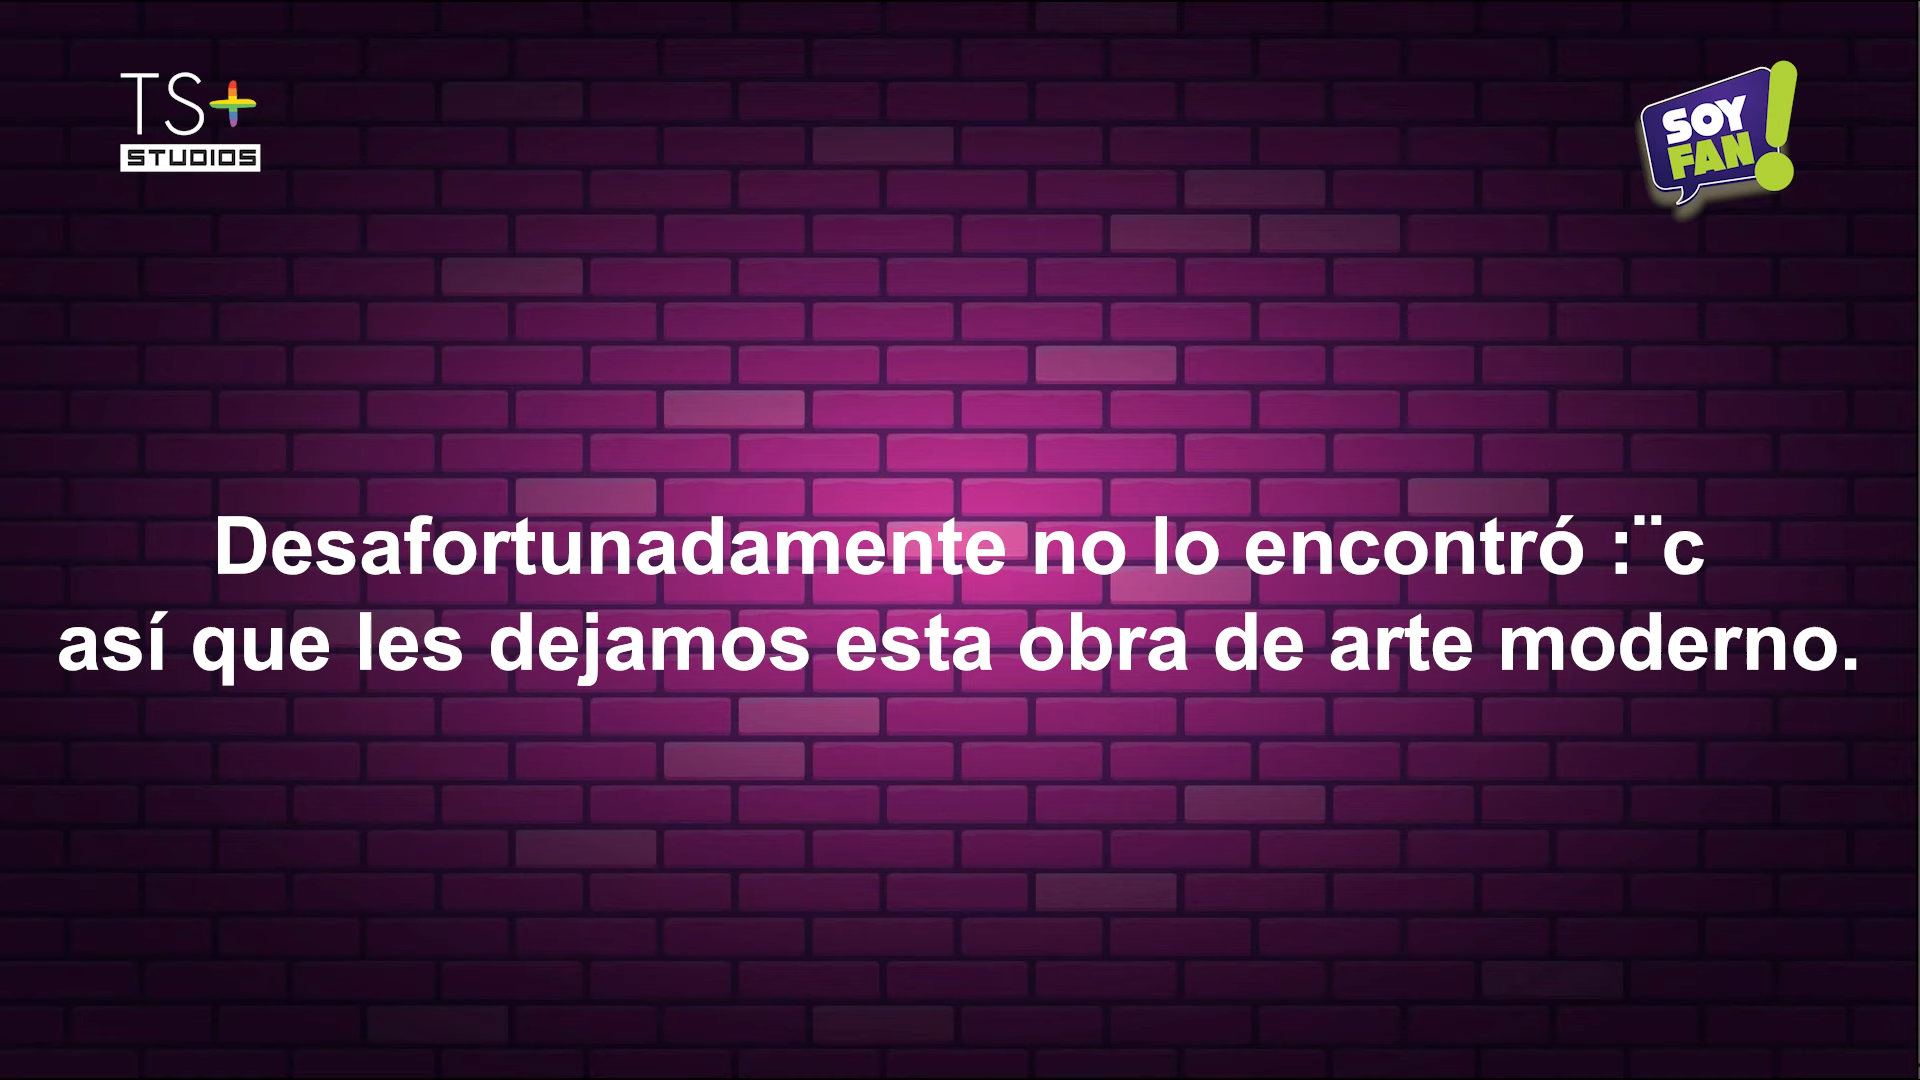 TS+
STUDIOS
SOY
FAN!
Desafortunadamente no lo encontró :¨c
así que les dejamos esta obra de arte moderno.